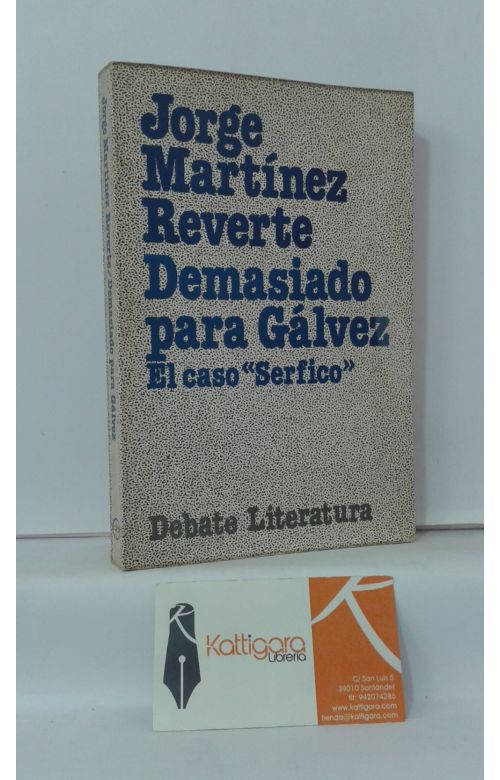 Jorge
Martínez
Reverte
Demasiado
para Gálvez
El caso "Serfico"
Debate Literatura
Jorge Martínez Reverte/Demasiado para Gálvez
Kattigara
Librería
C/ San Luis 5
39010 Santander
tlf: 942074286
www.kattigara.com
tienda@kattigara.com